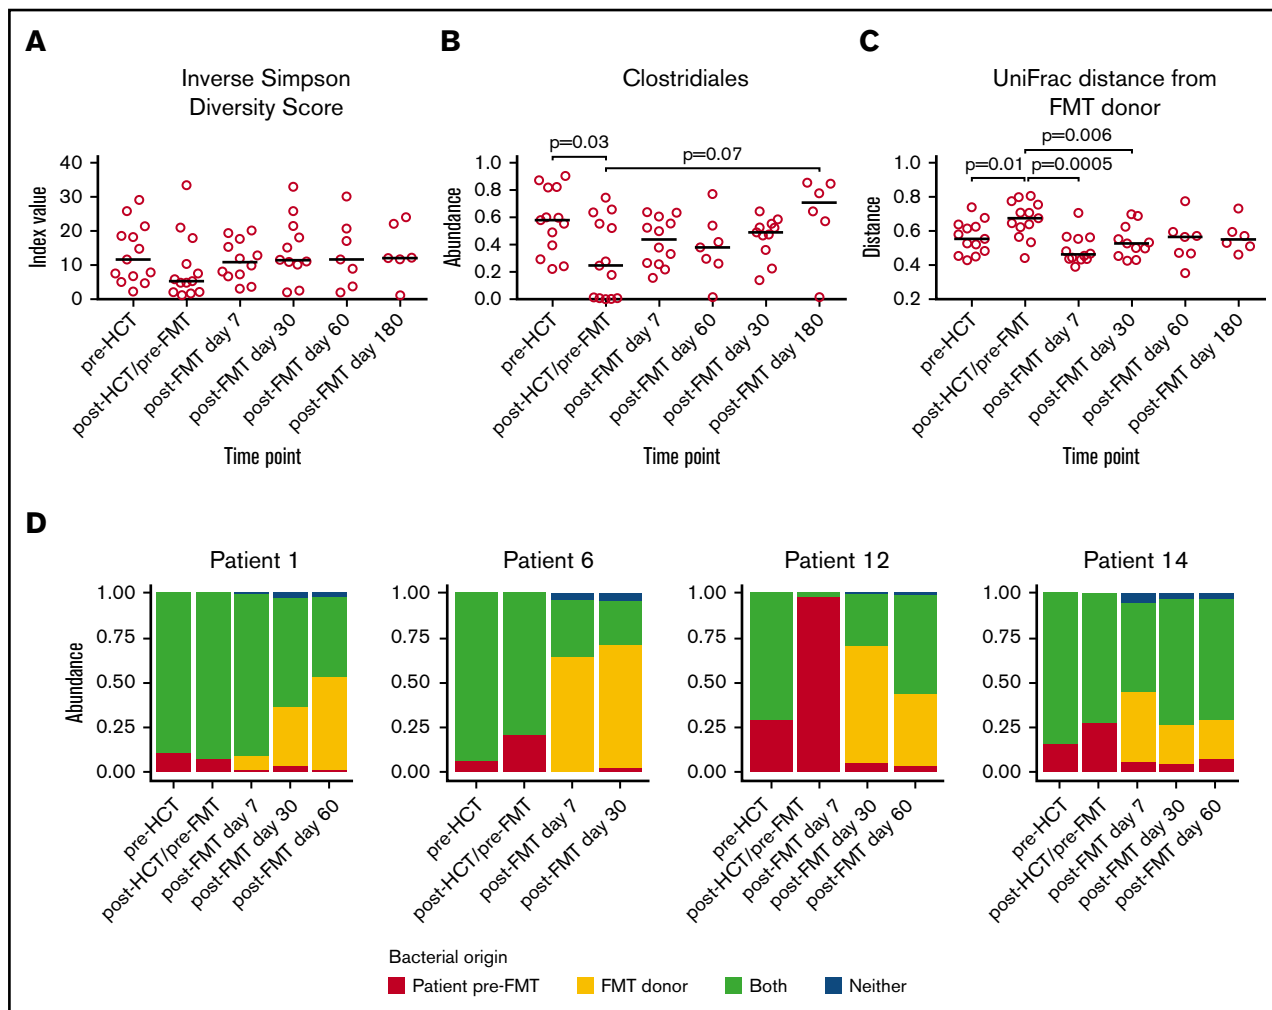 A
Inverse Simpson
Diversity Score
Index value
40
30
20
10
0
pre-HCT
post-HCT/pre-FMT
post-FMT day 7
post-FMT day 30
post-FMT day 60
post-FMT day 180
Time point
B
Clostridiales
Abundance
1.0
0.8
0.6
0.4
0.2
0.0
p=0.03
p=0.07
pre-HCT
post-HCT/pre-FMT
post-FMT day 7
post-FMT day 60
post-FMT day 30
post-FMT day 180
Time point
C
UniFrac distance from
FMT donor
Distance
1.0
0.8
0.6
0.4
0.2
p=0.006
p=0.01
p=0.0005
pre-HCT
post-HCT/pre-FMT
post-FMT day 7
post-FMT day 30
post-FMT day 60
post-FMT day 180
Time point
D
Patient 1
Abundance
1.00
0.75
0.50
0.25
0.00
pre-HCT
post-HCT/pre-FMT
post-FMT day 7
post-FMT day 30
post-FMT day 60
Patient 6
1.00
0.75
0.50
0.25
0.00
pre-HCT
post-HCT/pre-FMT
post-FMT day 7
post-FMT day 30
Patient 12
1.00
0.75
0.50
0.25
0.00
pre-HCT
post-HCT/pre-FMT
post-FMT day 7
post-FMT day 30
post-FMT day 60
Patient 14
1.00
0.75
0.50
0.25
0.00
pre-HCT
post-HCT/pre-FMT
post-FMT day 7
post-FMT day 30
post-FMT day 60
Bacterial origin
Patient pre-FMT
FMT donor
Both
Neither